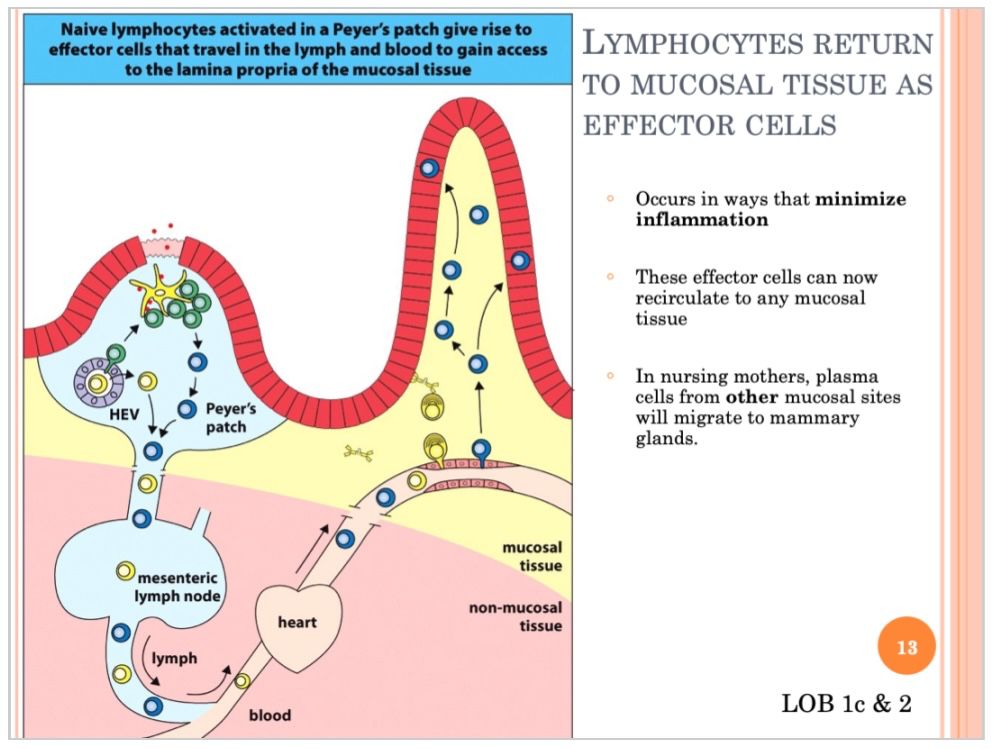 Naive lymphocytes activated in a Peyer's patch give rise to
effector cells that travel in the lymph and blood to gain access
to the lamina propria of the mucosal tissue
HEV
Peyer's
patch
mesenteric
lymph node
lymph
heart
blood
mucosal
tissue
non-mucosal
tissue
LYMPHOCYTES RETURN
TO MUCOSAL TISSUE AS
EFFECTOR CELLS
Occurs in ways that minimize
inflammation
These effector cells can now
recirculate to any mucosal
tissue
In nursing mothers, plasma
cells from other mucosal sites
will migrate to mammary
glands.
13
LOB 1c & 2